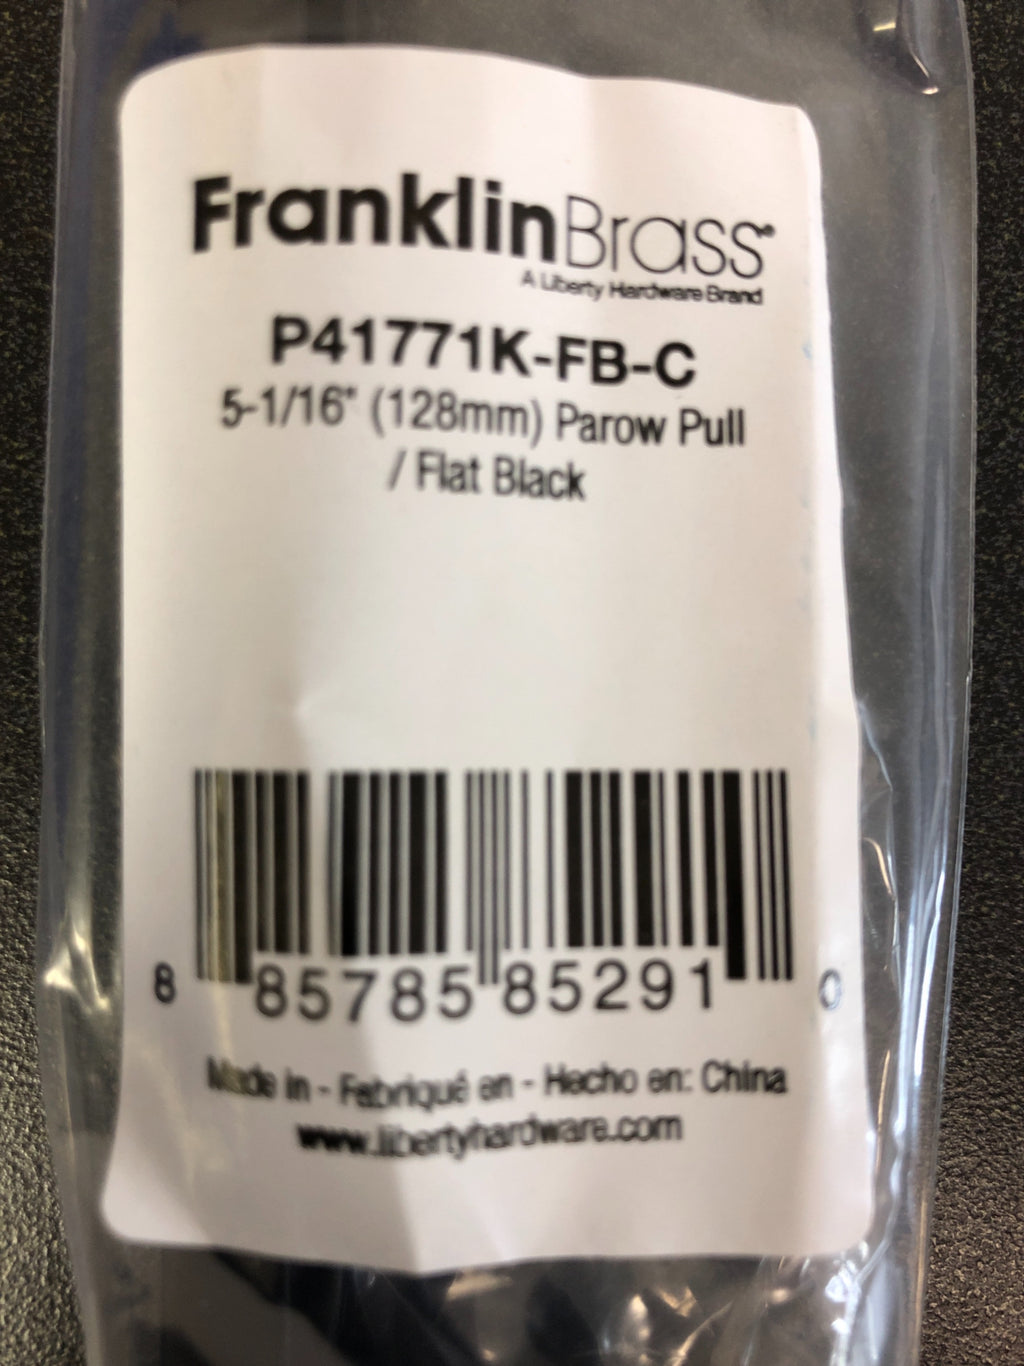 FranklinBrass®
A Liberty Hardware Brand
P41771K-FB-C
5-1/16" (128mm) Parow Pull
/ Flat Black
8 85785 85291 0
Made in - Fabriqué en - Hecho en: China
www.libertyhardware.com